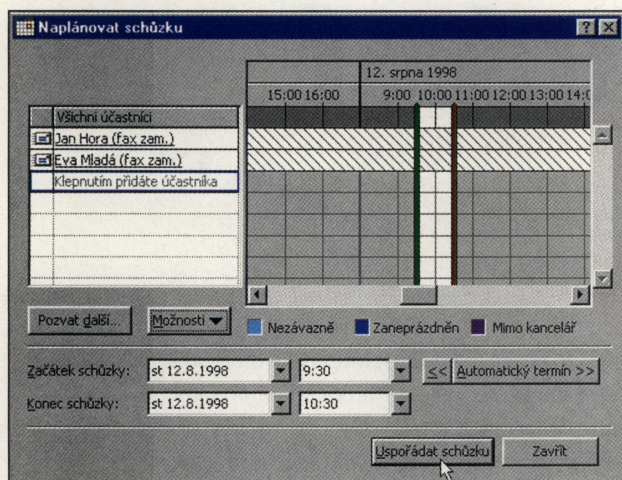 Naplánovat schůzku
12. srpna 1998
15:00 16:00 9:00 10:00 11:00 12:00 13:00 14:0
Všichni účastníci
Jan Hora (fax zam.)
Eva Mladá (fax zam.)
Klepnutím přidáte účastníka
Pozvat další...
Možnosti
Nezávazně
Zaneprázdněn
Mimo kancelář
Začátek schůzky: st 12.8.1998 9:30 << Automatický termín >>
Konec schůzky: st 12.8.1998 10:30
Uspořádat schůzku
Zavřít